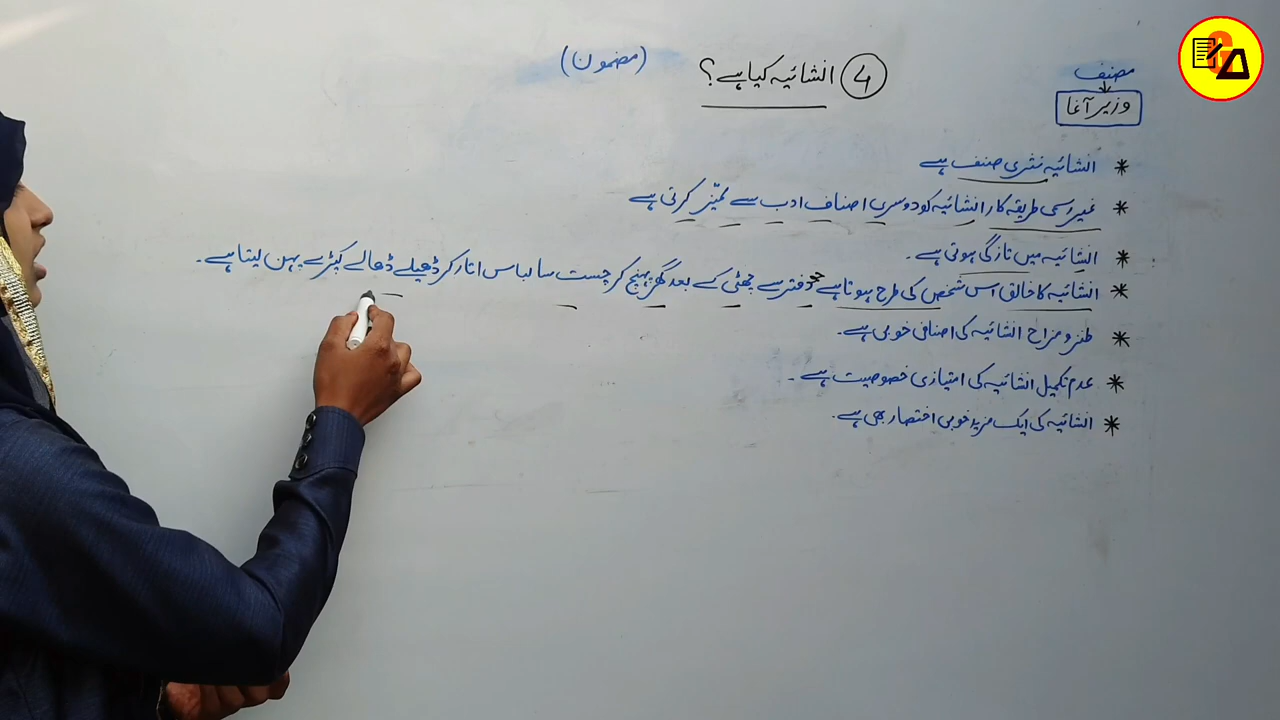 ④ انشائیہ کیا ہے؟ (مضمون)
مصنف
وزیر آغا
* انشائیہ نثری صنف ہے
* غیر رسمی طریقہ کار انشائیہ کو دوسری اصناف ادب سے ممیّز کرتی ہے
* انشائیہ میں تازگی ہوتی ہے۔
* انشائیہ کا خالق اس شخص کی طرح ہوتا ہے جو دفتر سے چھٹی کے بعد گھر پہنچ کر چست سا لباس اتار کر ڈھیلے ڈھالے کپڑے پہن لیتا ہے۔
* طنز و مزاح انشائیہ کی اضافی خوبی ہے۔
* عدم تکمیل انشائیہ کی امتیازی خصوصیت ہے۔
* انشائیہ کی ایک مزید خوبی اختصار بھی ہے۔